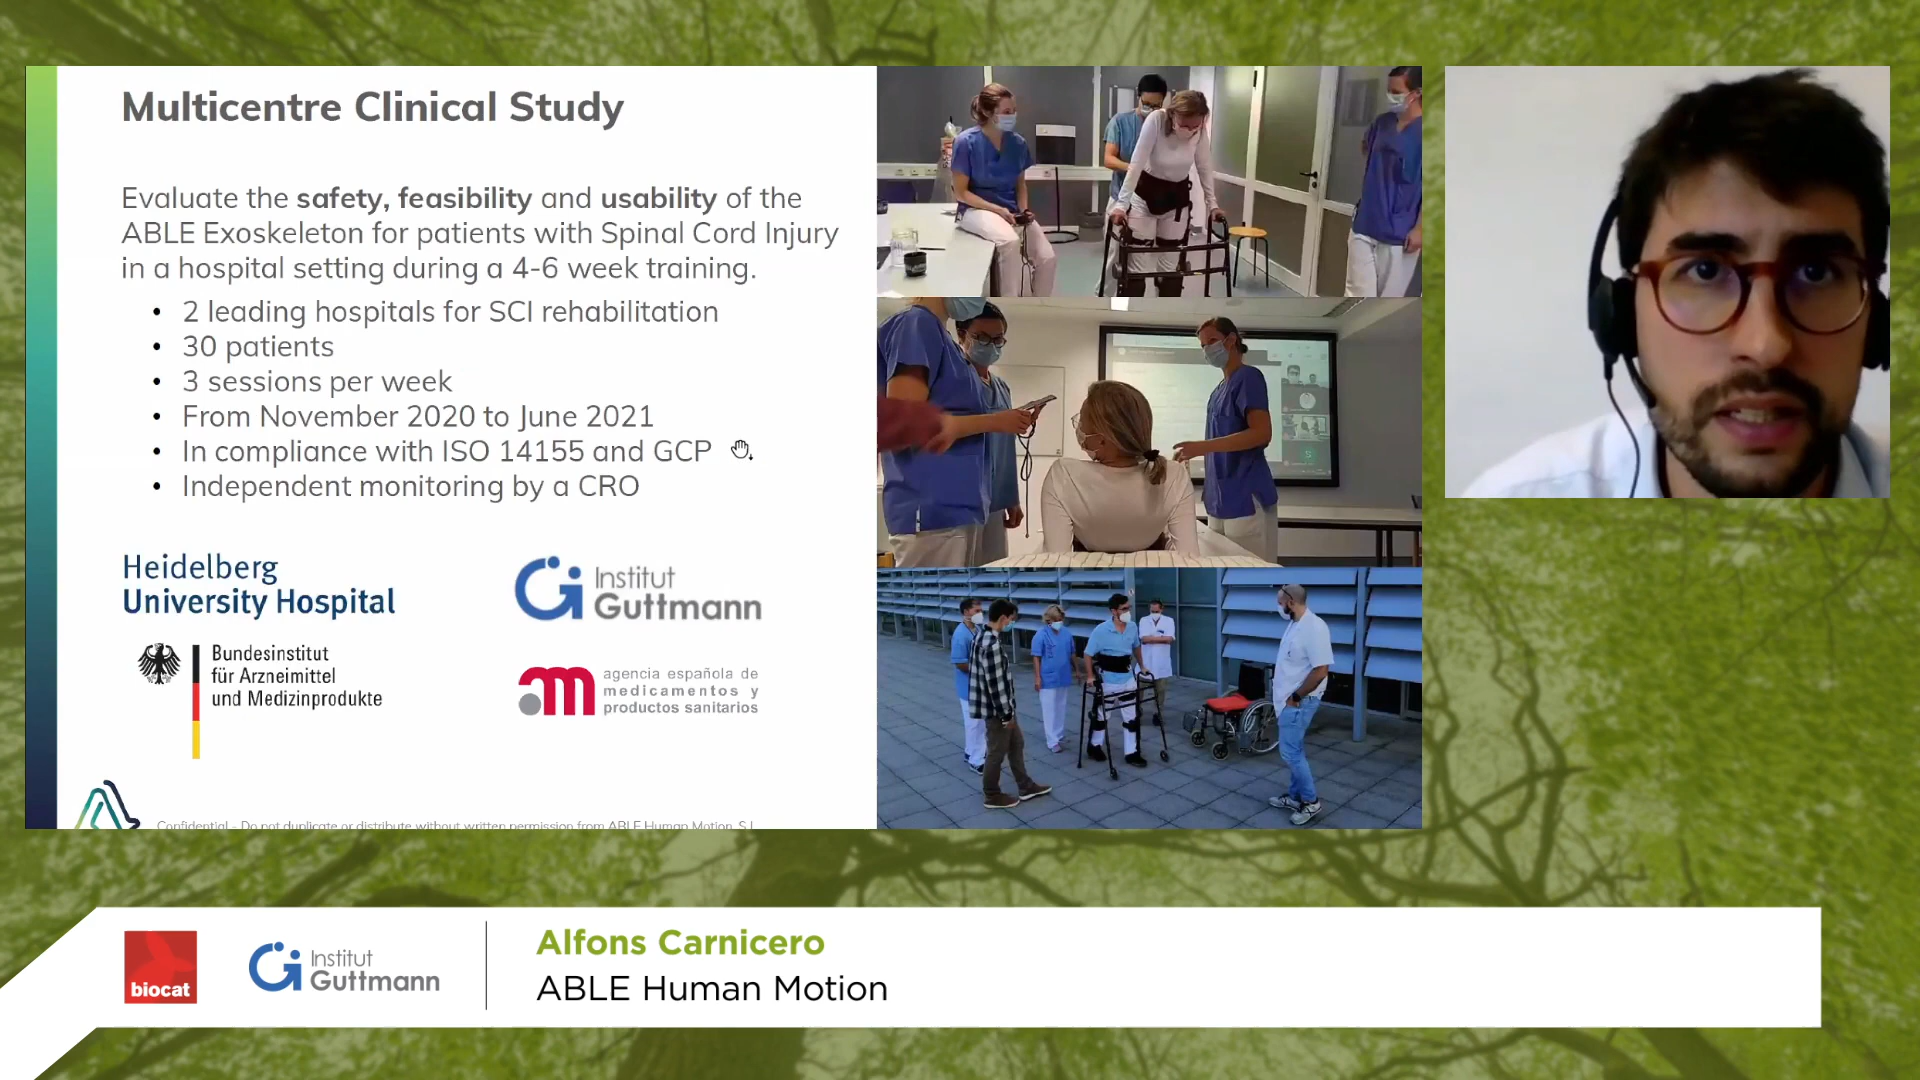 Multicentre Clinical Study
Evaluate the safety, feasibility and usability of the
ABLE Exoskeleton for patients with Spinal Cord Injury
in a hospital setting during a 4-6 week training.
• 2 leading hospitals for SCI rehabilitation
• 30 patients
• 3 sessions per week
• From November 2020 to June 2021
• In compliance with ISO 14155 and GCP
• Independent monitoring by a CRO
Heidelberg
University Hospital
Institut
Guttmann
Bundesinstitut
für Arzneimittel
und Medizinprodukte
agencia española de
medicamentos y
productos sanitarios
Confidential - Do not duplicate or distribute without written permission from ABLE Human Motion, S.L.
biocat
Institut
Guttmann
Alfons Carnicero
ABLE Human Motion